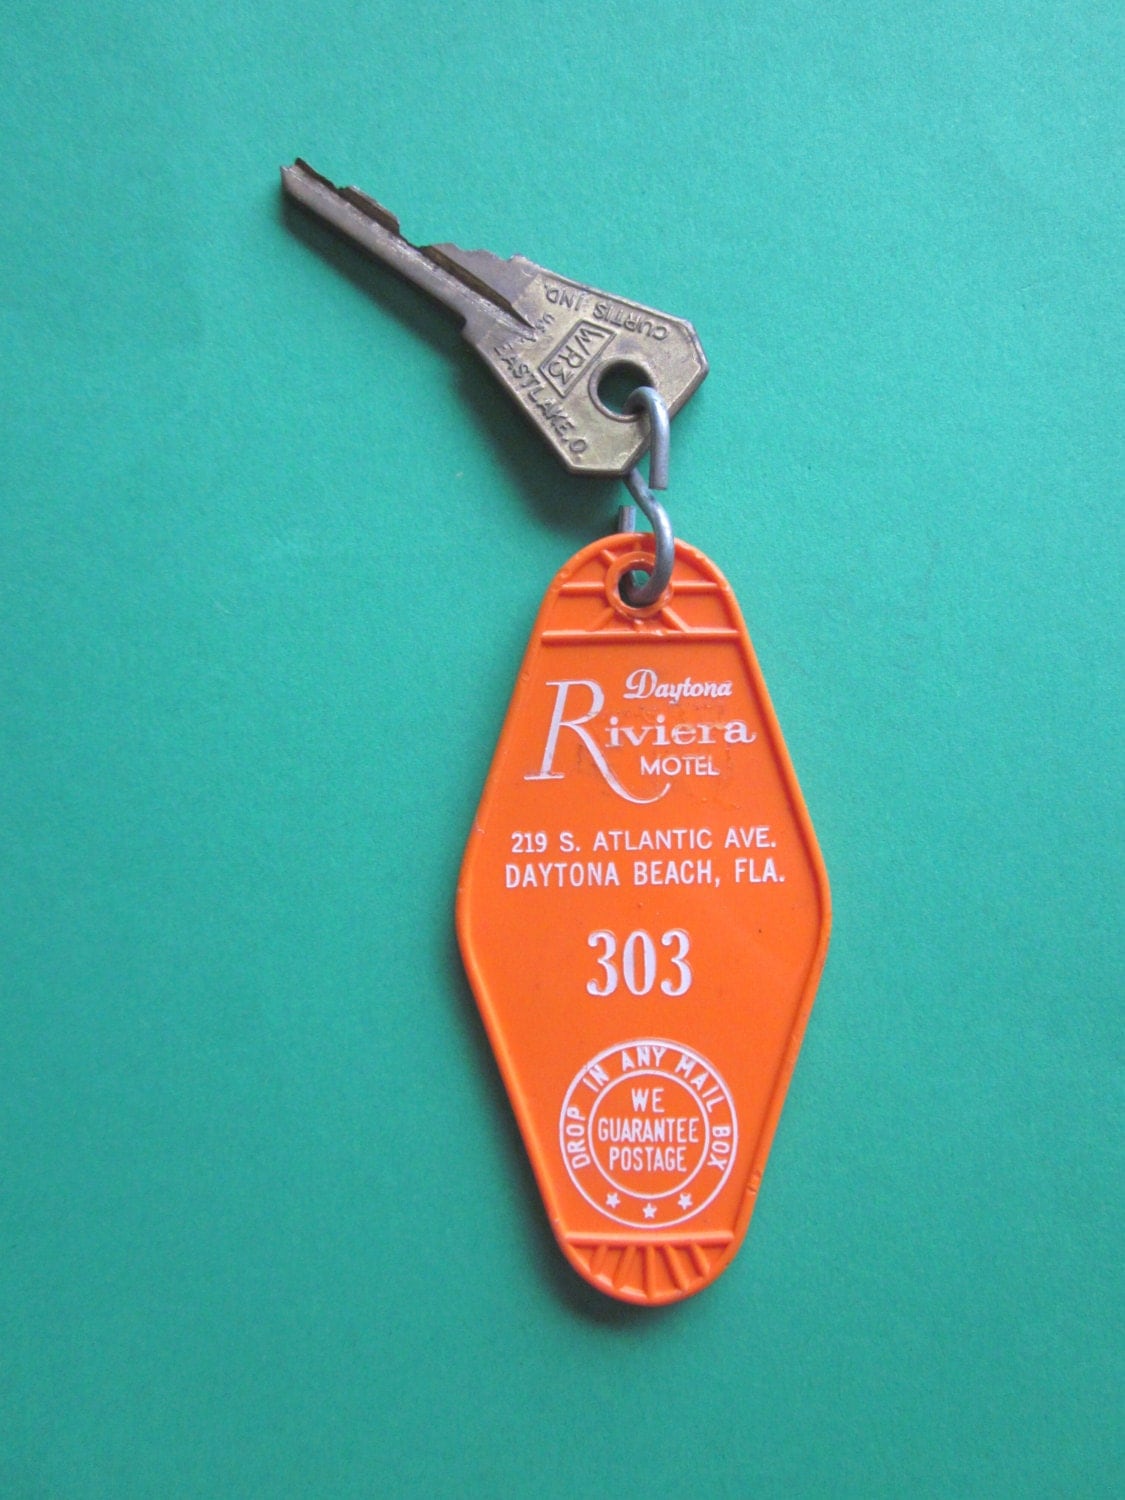 CURTIS IND.
U.S.A.
WR3
EASTLAKE, O.
Daytona
Riviera
MOTEL
219 S. ATLANTIC AVE.
DAYTONA BEACH, FLA.
303
DROP IN ANY MAIL BOX
WE
GUARANTEE
POSTAGE